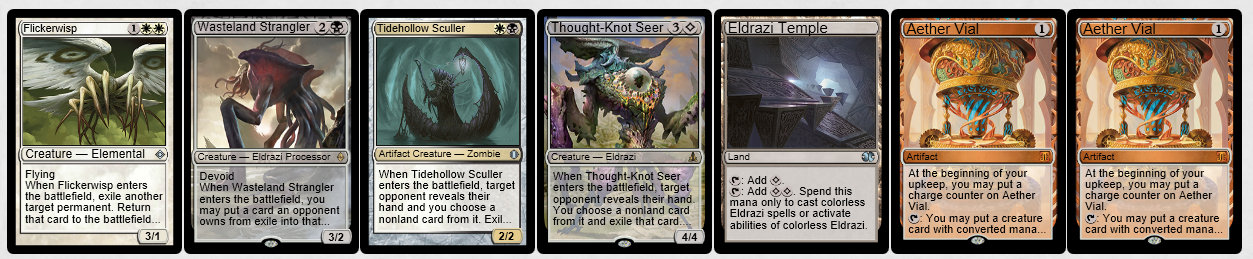 Flickerwisp 1
Creature — Elemental
Flying
When Flickerwisp enters
the battlefield, exile another
target permanent. Return
that card to the battlefield...
3/1
Wasteland Strangler 2
Creature — Eldrazi Processor
Devoid
When Wasteland Strangler
enters the battlefield, you
may put a card an opponent
owns from exile into that...
3/2
Tidehollow Sculler
Artifact Creature — Zombie
When Tidehollow Sculler
enters the battlefield, target
opponent reveals their
hand and you choose a
nonland card from it. Exil...
2/2
Thought-Knot Seer 3
Creature — Eldrazi
When Thought-Knot Seer
enters the battlefield, target
opponent reveals their hand.
You choose a nonland card
from it and exile that card...
4/4
Eldrazi Temple
Land
: Add .
: Add . Spend this
mana only to cast colorless
Eldrazi spells or activate
abilities of colorless Eldrazi.
Aether Vial 1
Artifact
At the beginning of your
upkeep, you may put a
charge counter on Aether
Vial.
: You may put a creature
card with converted mana...
Aether Vial 1
Artifact
At the beginning of your
upkeep, you may put a
charge counter on Aether
Vial.
: You may put a creature
card with converted mana...